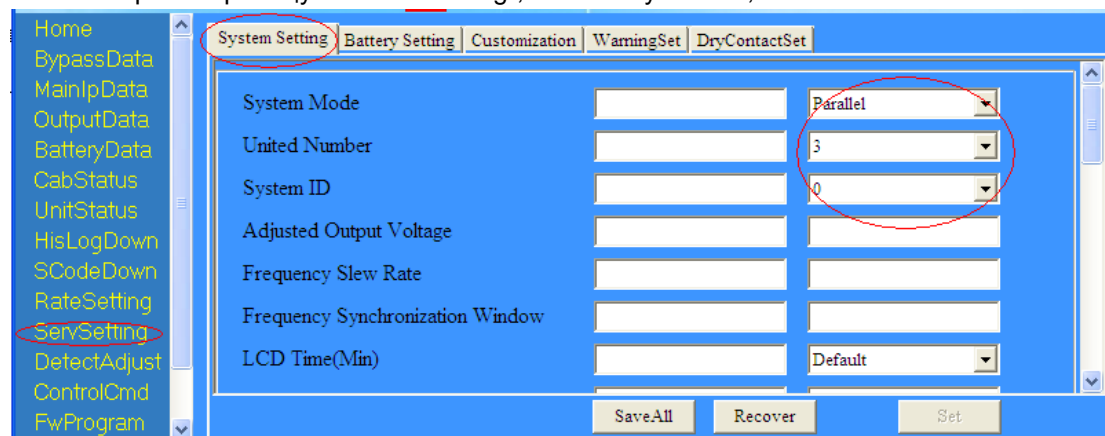 Home
BypassData
MainIpData
OutputData
BatteryData
CabStatus
UnitStatus
HisLogDown
SCodeDown
RateSetting
ServSetting
DetectAdjust
ControlCmd
FwProgram
System Setting Battery Setting Customization WarningSet DryContactSet
System Mode Parallel
United Number 3
System ID 0
Adjusted Output Voltage
Frequency Slew Rate
Frequency Synchronization Window
LCD Time(Min) Default
SaveAll Recover Set